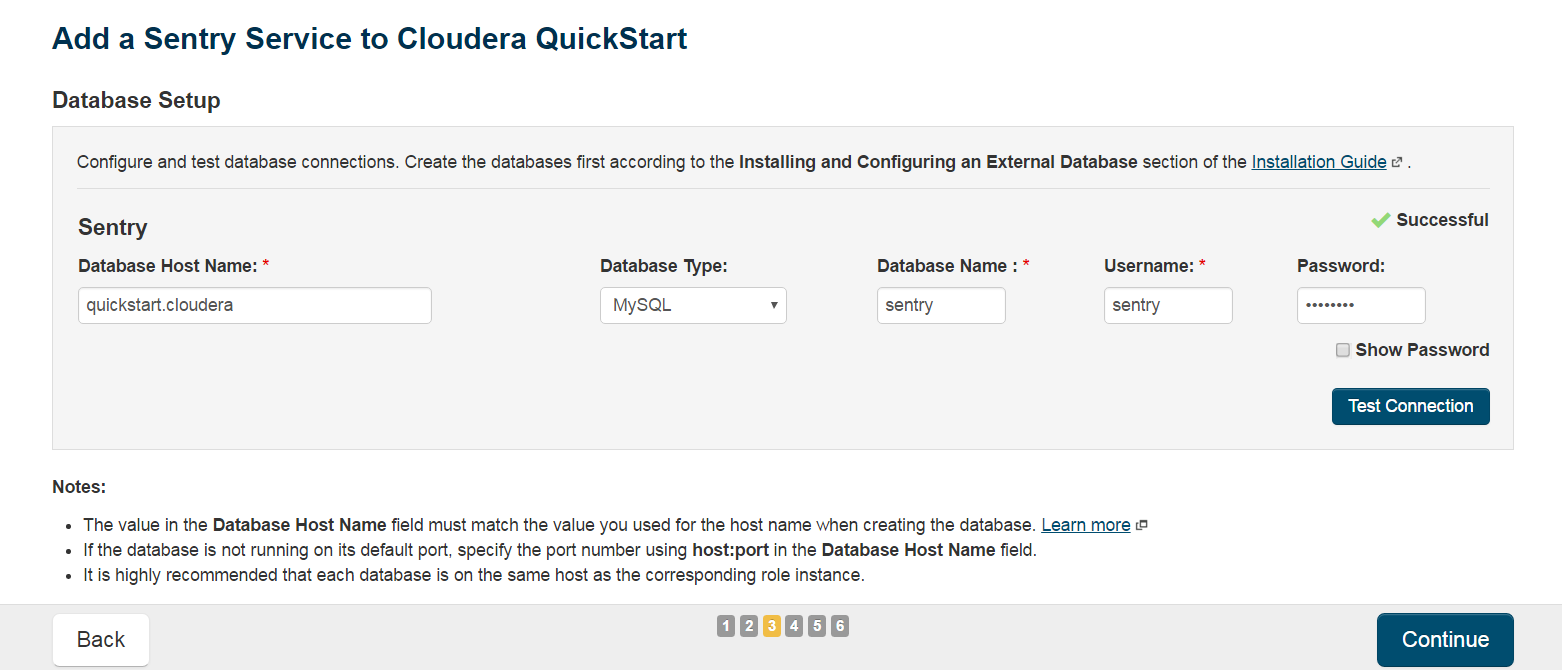 Add a Sentry Service to Cloudera QuickStart
Database Setup
Configure and test database connections. Create the databases first according to the Installing and Configuring an External Database section of the Installation Guide .
Sentry
Successful
Database Host Name: * Database Type: Database Name : * Username: * Password:
quickstart.cloudera MySQL sentry sentry ••••••••
Show Password
Test Connection
Notes:
• The value in the Database Host Name field must match the value you used for the host name when creating the database. Learn more
• If the database is not running on its default port, specify the port number using host:port in the Database Host Name field.
• It is highly recommended that each database is on the same host as the corresponding role instance.
Back 1 2 3 4 5 6 Continue